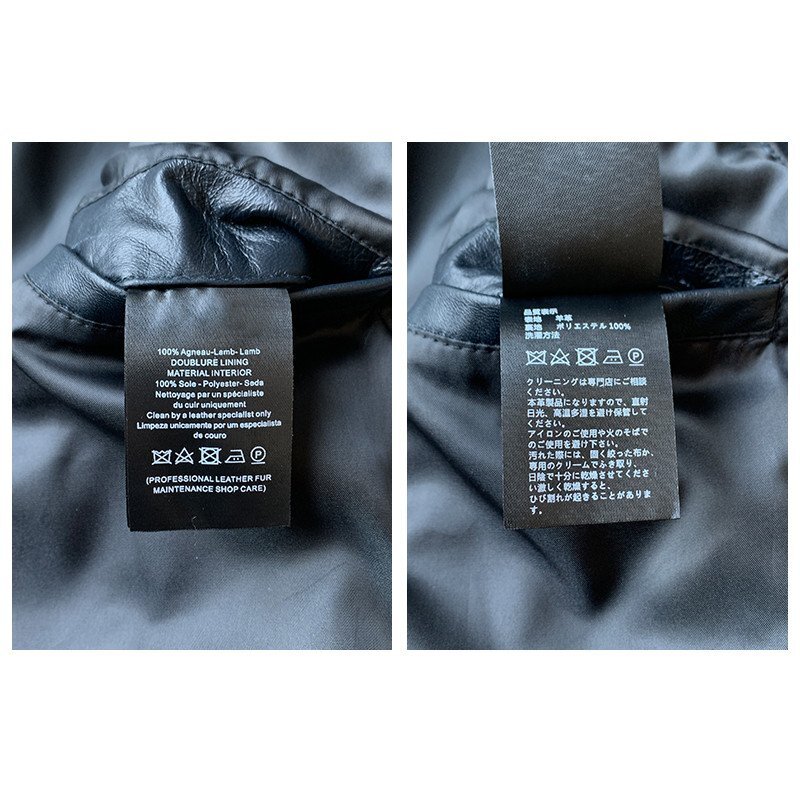 100% Agneau-Lamb- Lamb
DOUBLURE LINING
MATERIAL INTERIOR
100% Soie - Polyester- Seda
Nettoyage par un spécialiste
du cuir uniquement
Clean by a leather specialist only
Limpeza unicamente por um especialista
de couro
(PROFESSIONAL LEATHER FUR
MAINTENANCE SHOP CARE)
品質表示
表地 羊革
裏地 ポリエステル 100%
洗濯方法
クリーニングは専門店にご相談
ください。
本革製品になりますので、直射
日光、高温多湿を避け保管して
ください。
アイロンのご使用や火のそばで
のご使用を避け下さい。
汚れた際には、固く絞った布か、
専用のクリームでふき取り、
日陰で十分に乾燥させてくださ
い激しく乾燥すると、
ひび割れが起きることがありま
す。